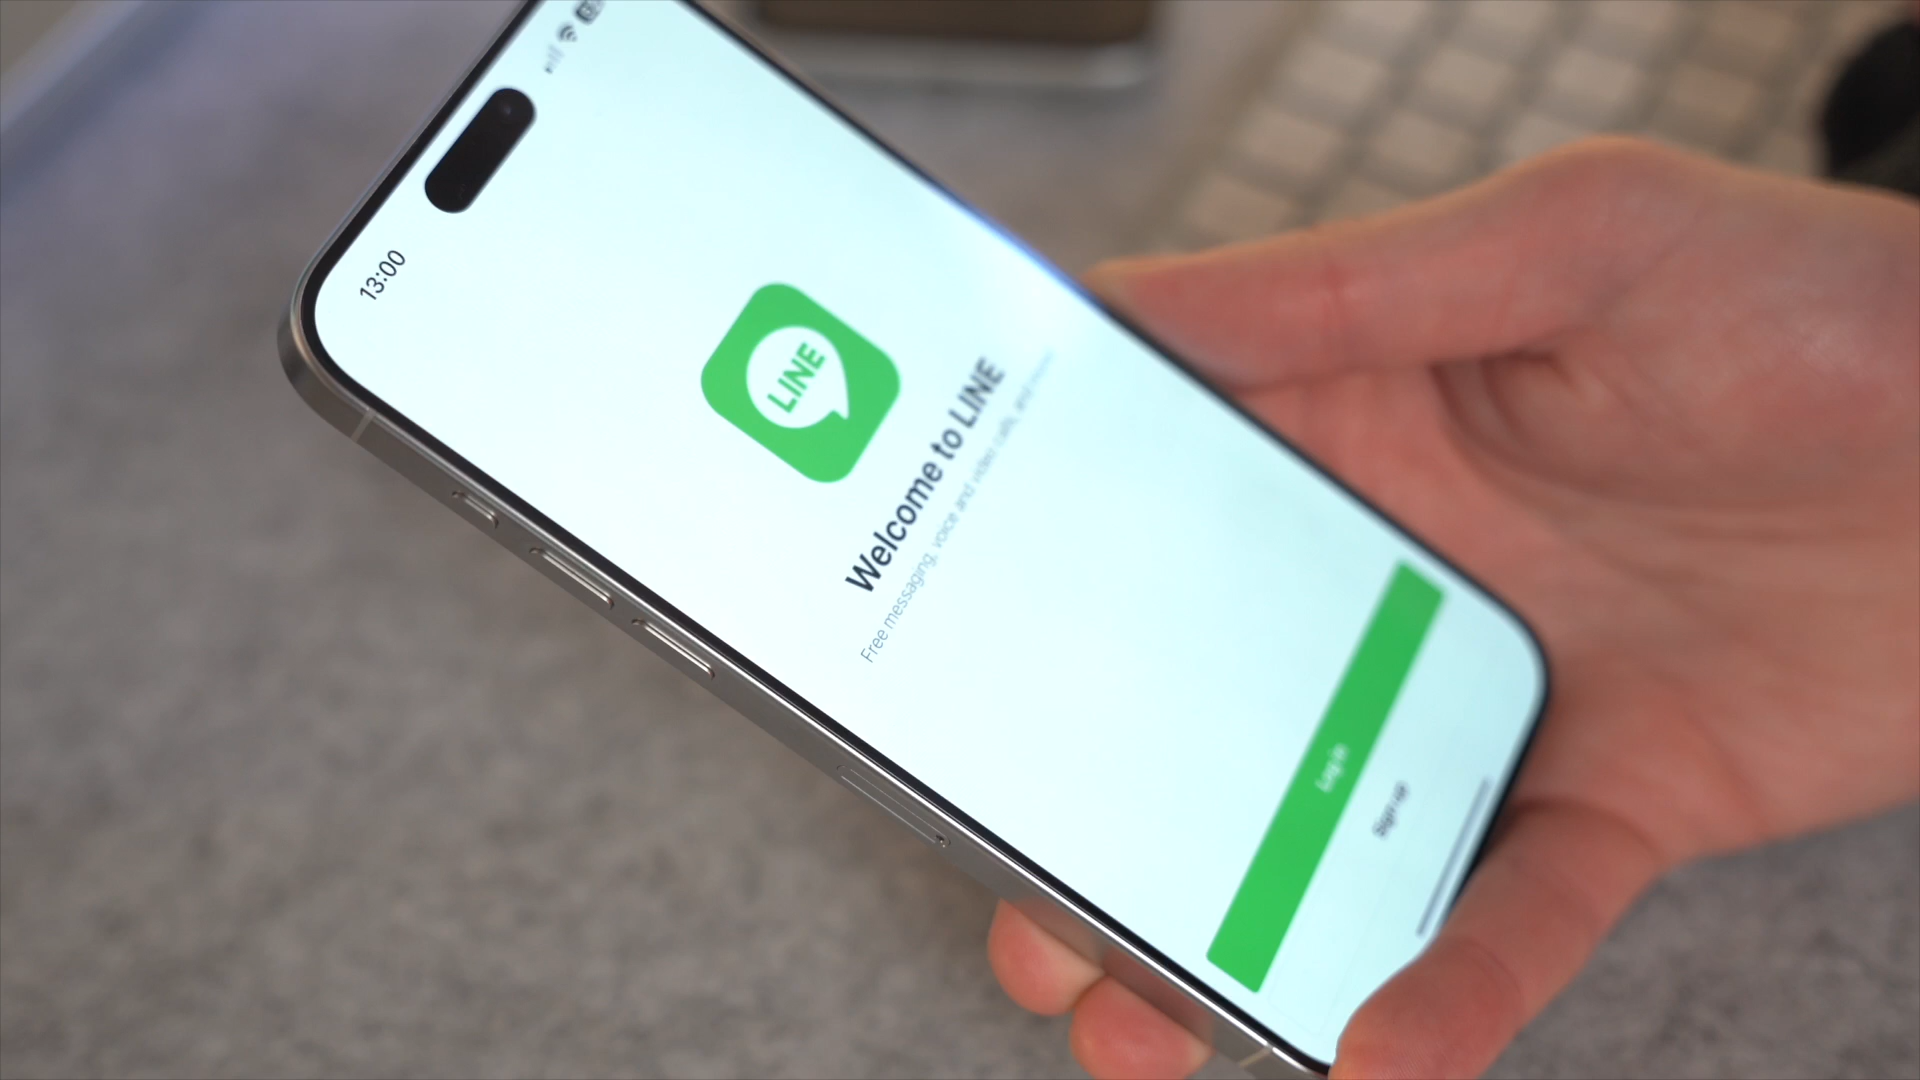 13:00
LINE
Welcome to LINE
Free messaging, voice and video calls, and more!
Log in
Sign up